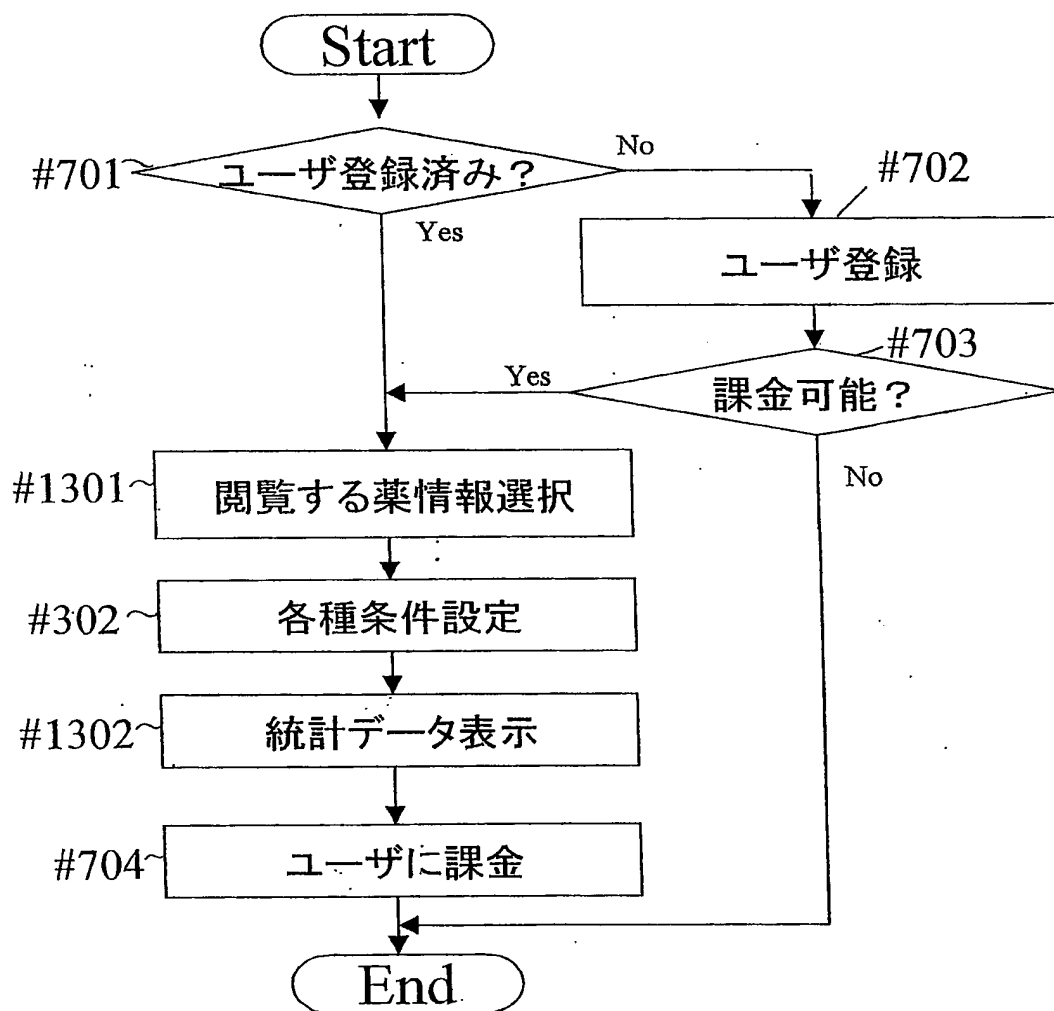 Start
#701
ユーザ登録済み?
No
Yes
#702
ユーザ登録
#703
課金可能?
Yes
No
#1301
閲覧する薬情報選択
#302
各種条件設定
#1302
統計データ表示
#704
ユーザに課金
End